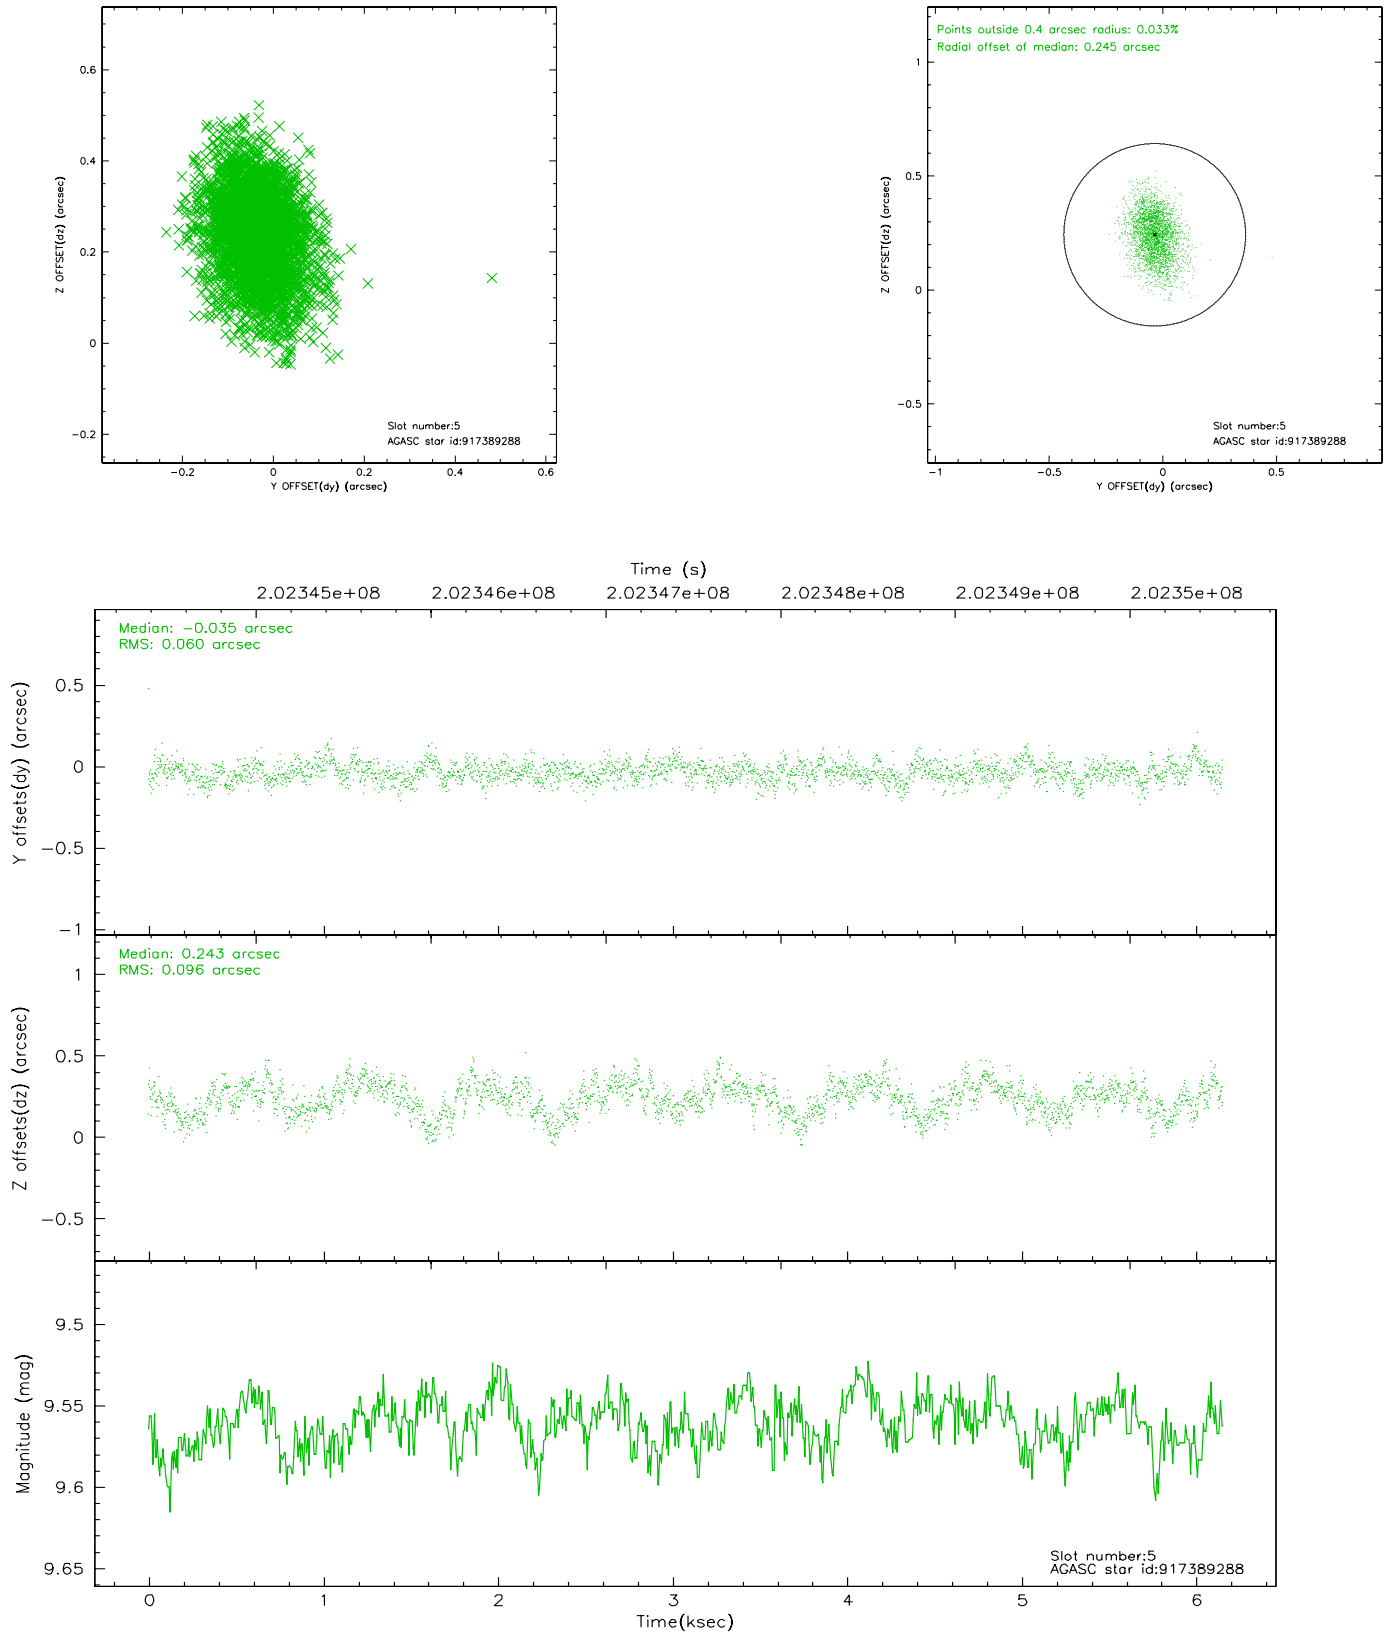 0.6
0.4
0.2
0
−0.2
Z OFFSET(dz) (arcsec)
Slot number:5
AGASC star id:917389288
−0.2 0 0.2 0.4 0.6
Y OFFSET(dy) (arcsec)
Points outside 0.4 arcsec radius: 0.033%
Radial offset of median: 0.245 arcsec
1
0.5
0
−0.5
Z OFFSET(dz) (arcsec)
Slot number:5
AGASC star id:917389288
−1 −0.5 0 0.5
Y OFFSET(dy) (arcsec)
Time (s)
2.02345e+08 2.02346e+08 2.02347e+08 2.02348e+08 2.02349e+08 2.0235e+08
Median: −0.035 arcsec
RMS: 0.060 arcsec
0.5
0
−0.5
−1
Y offsets(dy) (arcsec)
Median: 0.243 arcsec
RMS: 0.096 arcsec
1
0.5
0
−0.5
Z offsets(dz) (arcsec)
9.5
9.55
9.6
9.65
Magnitude (mag)
Slot number:5
AGASC star id:917389288
0 1 2 3 4 5 6
Time(ksec)